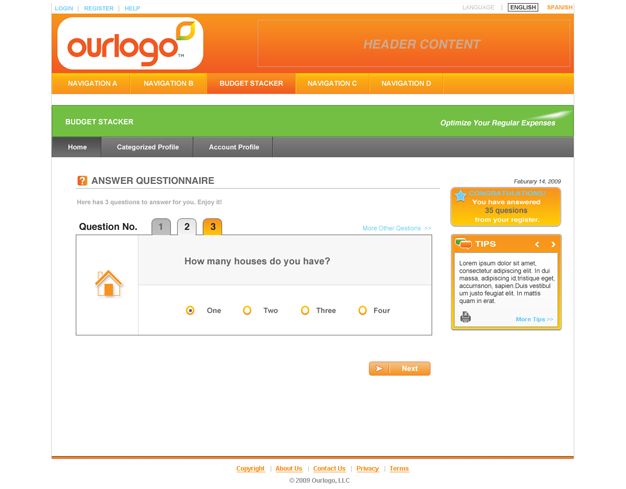 LOGIN | REGISTER | HELP
LANGUAGE | ENGLISH SPANISH
ourlogo TM
HEADER CONTENT
NAVIGATION A NAVIGATION B BUDGET STACKER NAVIGATION C NAVIGATION D
BUDGET STACKER
Optimize Your Regular Expenses
Home Categorized Profile Account Profile
? ANSWER QUESTIONNAIRE
Here has 3 questions to answer for you. Enjoy it!
Question No. 1 2 3
More Other Qestions >>
How many houses do you have?
One Two Three Four
Next
Feburary 14, 2009
CONGRATULATIONS!
You have answered
35 quesions
from your register.
TIPS < >
Lorem ipsum dolor sit amet,
consectetur adipiscing elit. In dui
massa, adipiscing id,tristique eget,
accumsnon, sapien.Duis vestibul
um justo feugiat elit. In mattis
quam in erat.
More Tips >>
Copyright | About Us | Contact Us | Privacy | Terms
© 2009 Ourlogo, LLC